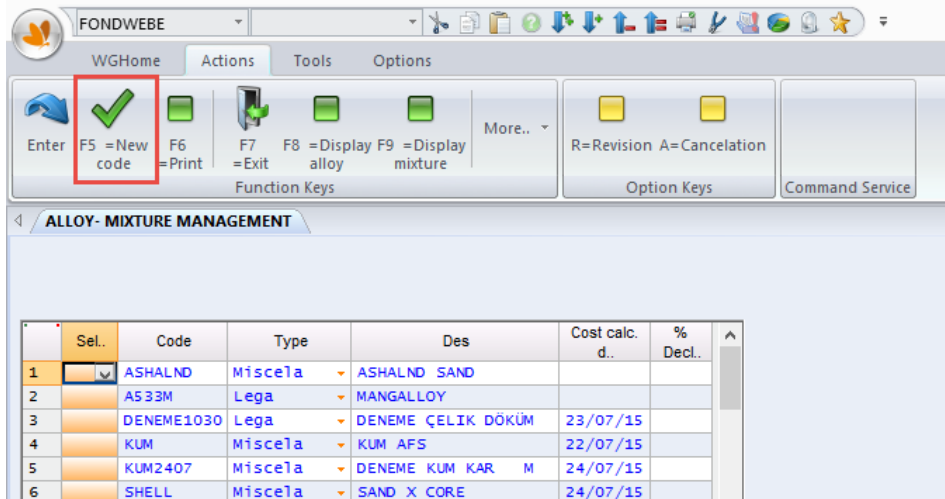 FONDWEBE
WGHome Actions Tools Options
Enter F5 =New code F6 =Print F7 =Exit F8 =Display alloy F9 =Display mixture More.. R=Revision A=Cancelation
Function Keys Option Keys Command Service
ALLOY- MIXTURE MANAGEMENT
Sel.. Code Type Des Cost calc. d.. % Decl..
1 ASHALND Miscela ASHALND SAND
2 A533M Lega MANGALLOY
3 DENEME1030 Lega DENEME ÇELIK DÖKÜM 23/07/15
4 KUM Miscela KUM AFS 22/07/15
5 KUM2407 Miscela DENEME KUM KAR M 24/07/15
6 SHELL Miscela SAND X CORE 24/07/15